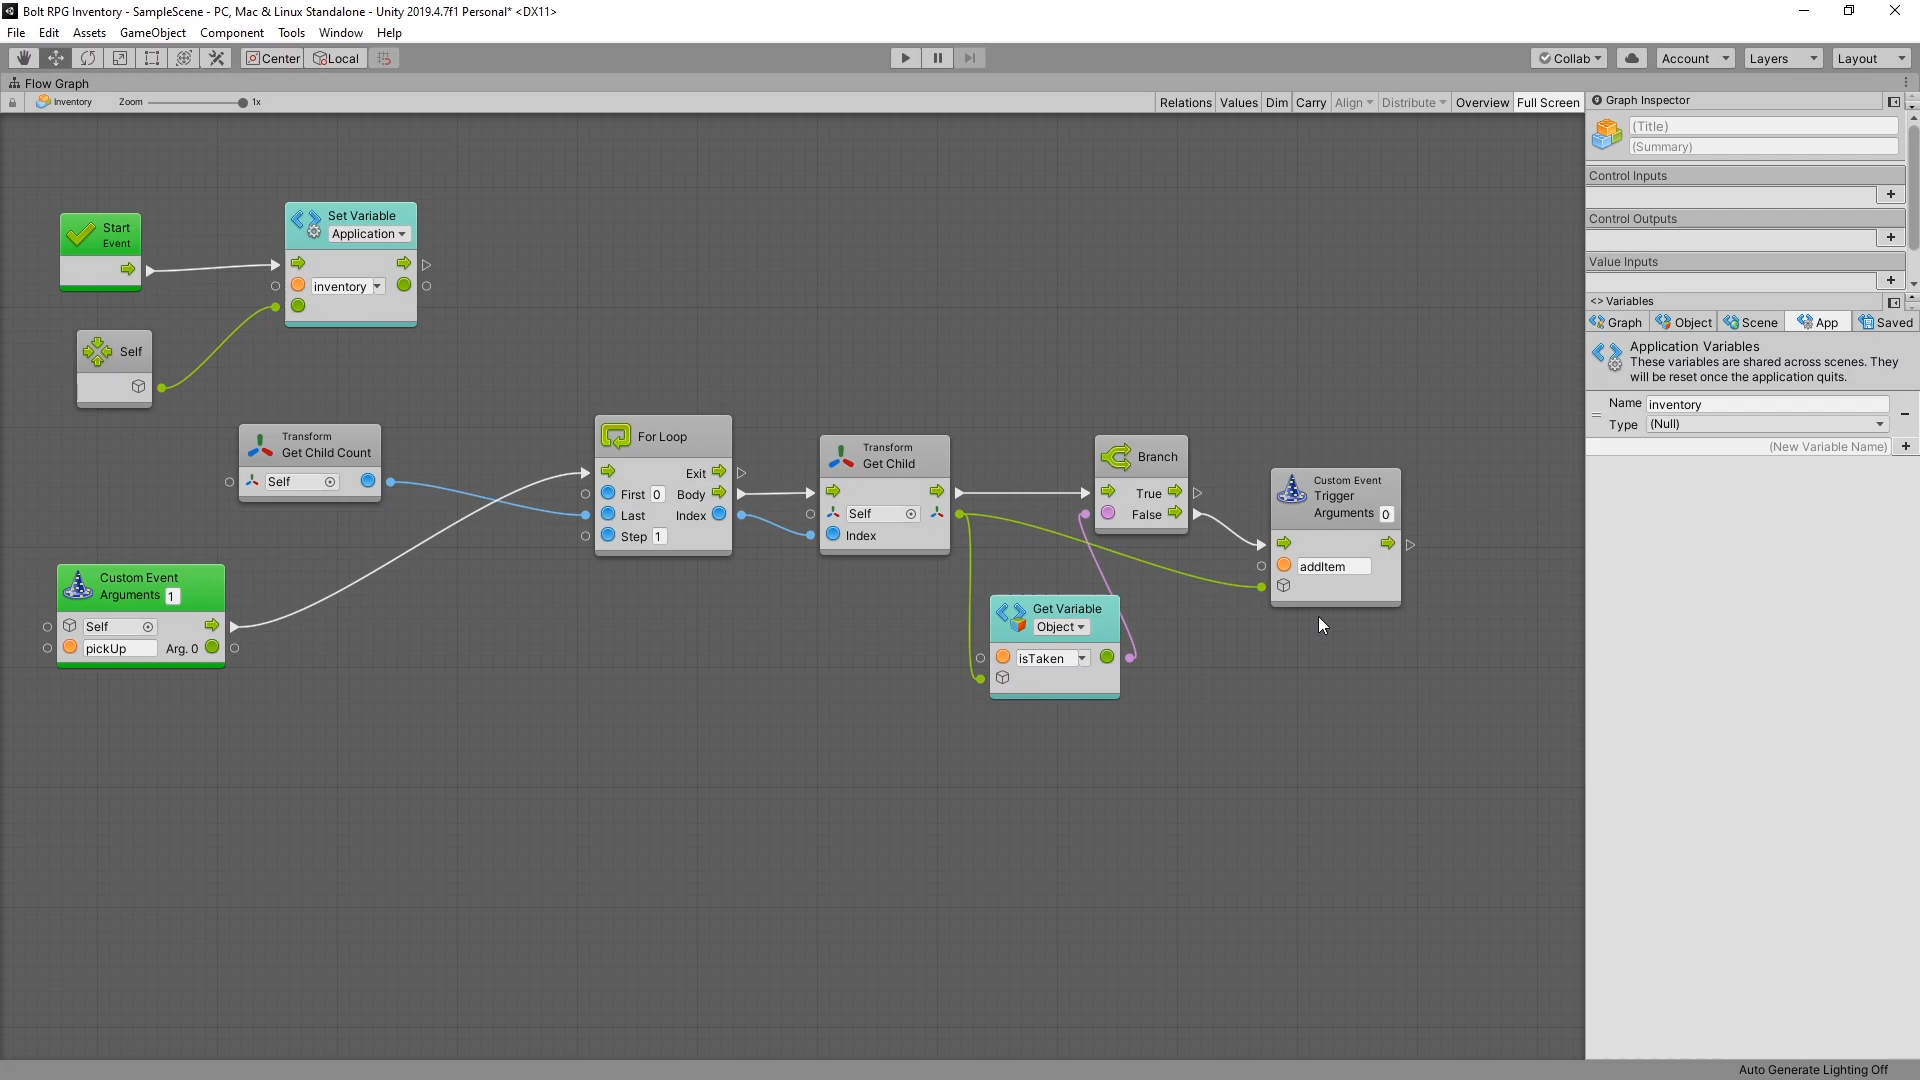 Bolt RPG Inventory - SampleScene - PC, Mac & Linux Standalone - Unity 2019.4.7f1 Personal* <DX11>
File Edit Assets GameObject Component Tools Window Help
Center Local Collab Account Layers Layout
Flow Graph
Inventory Zoom 1x Relations Values Dim Carry Align Distribute Overview Full Screen
Graph Inspector
(Title)
(Summary)
Control Inputs
Control Outputs
Value Inputs
<> Variables
Graph Object Scene App Saved
Application Variables
These variables are shared across scenes. They
will be reset once the application quits.
Name inventory
Type (Null)
(New Variable Name)
Start
Event
Set Variable
Application
inventory
Self
Transform
Get Child Count
Self
For Loop
Exit
First 0 Body
Last Index
Step 1
Transform
Get Child
Self
Index
Branch
True
False
Custom Event
Trigger
Arguments 0
addItem
Custom Event
Arguments 1
Self
pickUp Arg. 0
Get Variable
Object
isTaken
Auto Generate Lighting Off